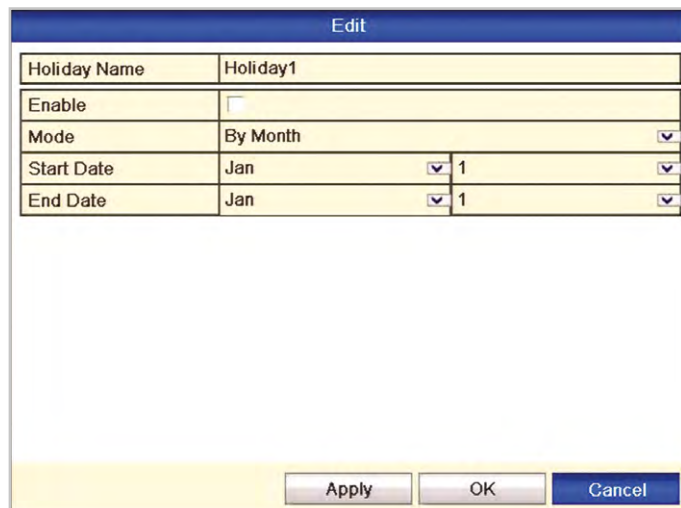 Edit
Holiday Name Holiday1
Enable
Mode By Month
Start Date Jan 1
End Date Jan 1
Apply OK Cancel